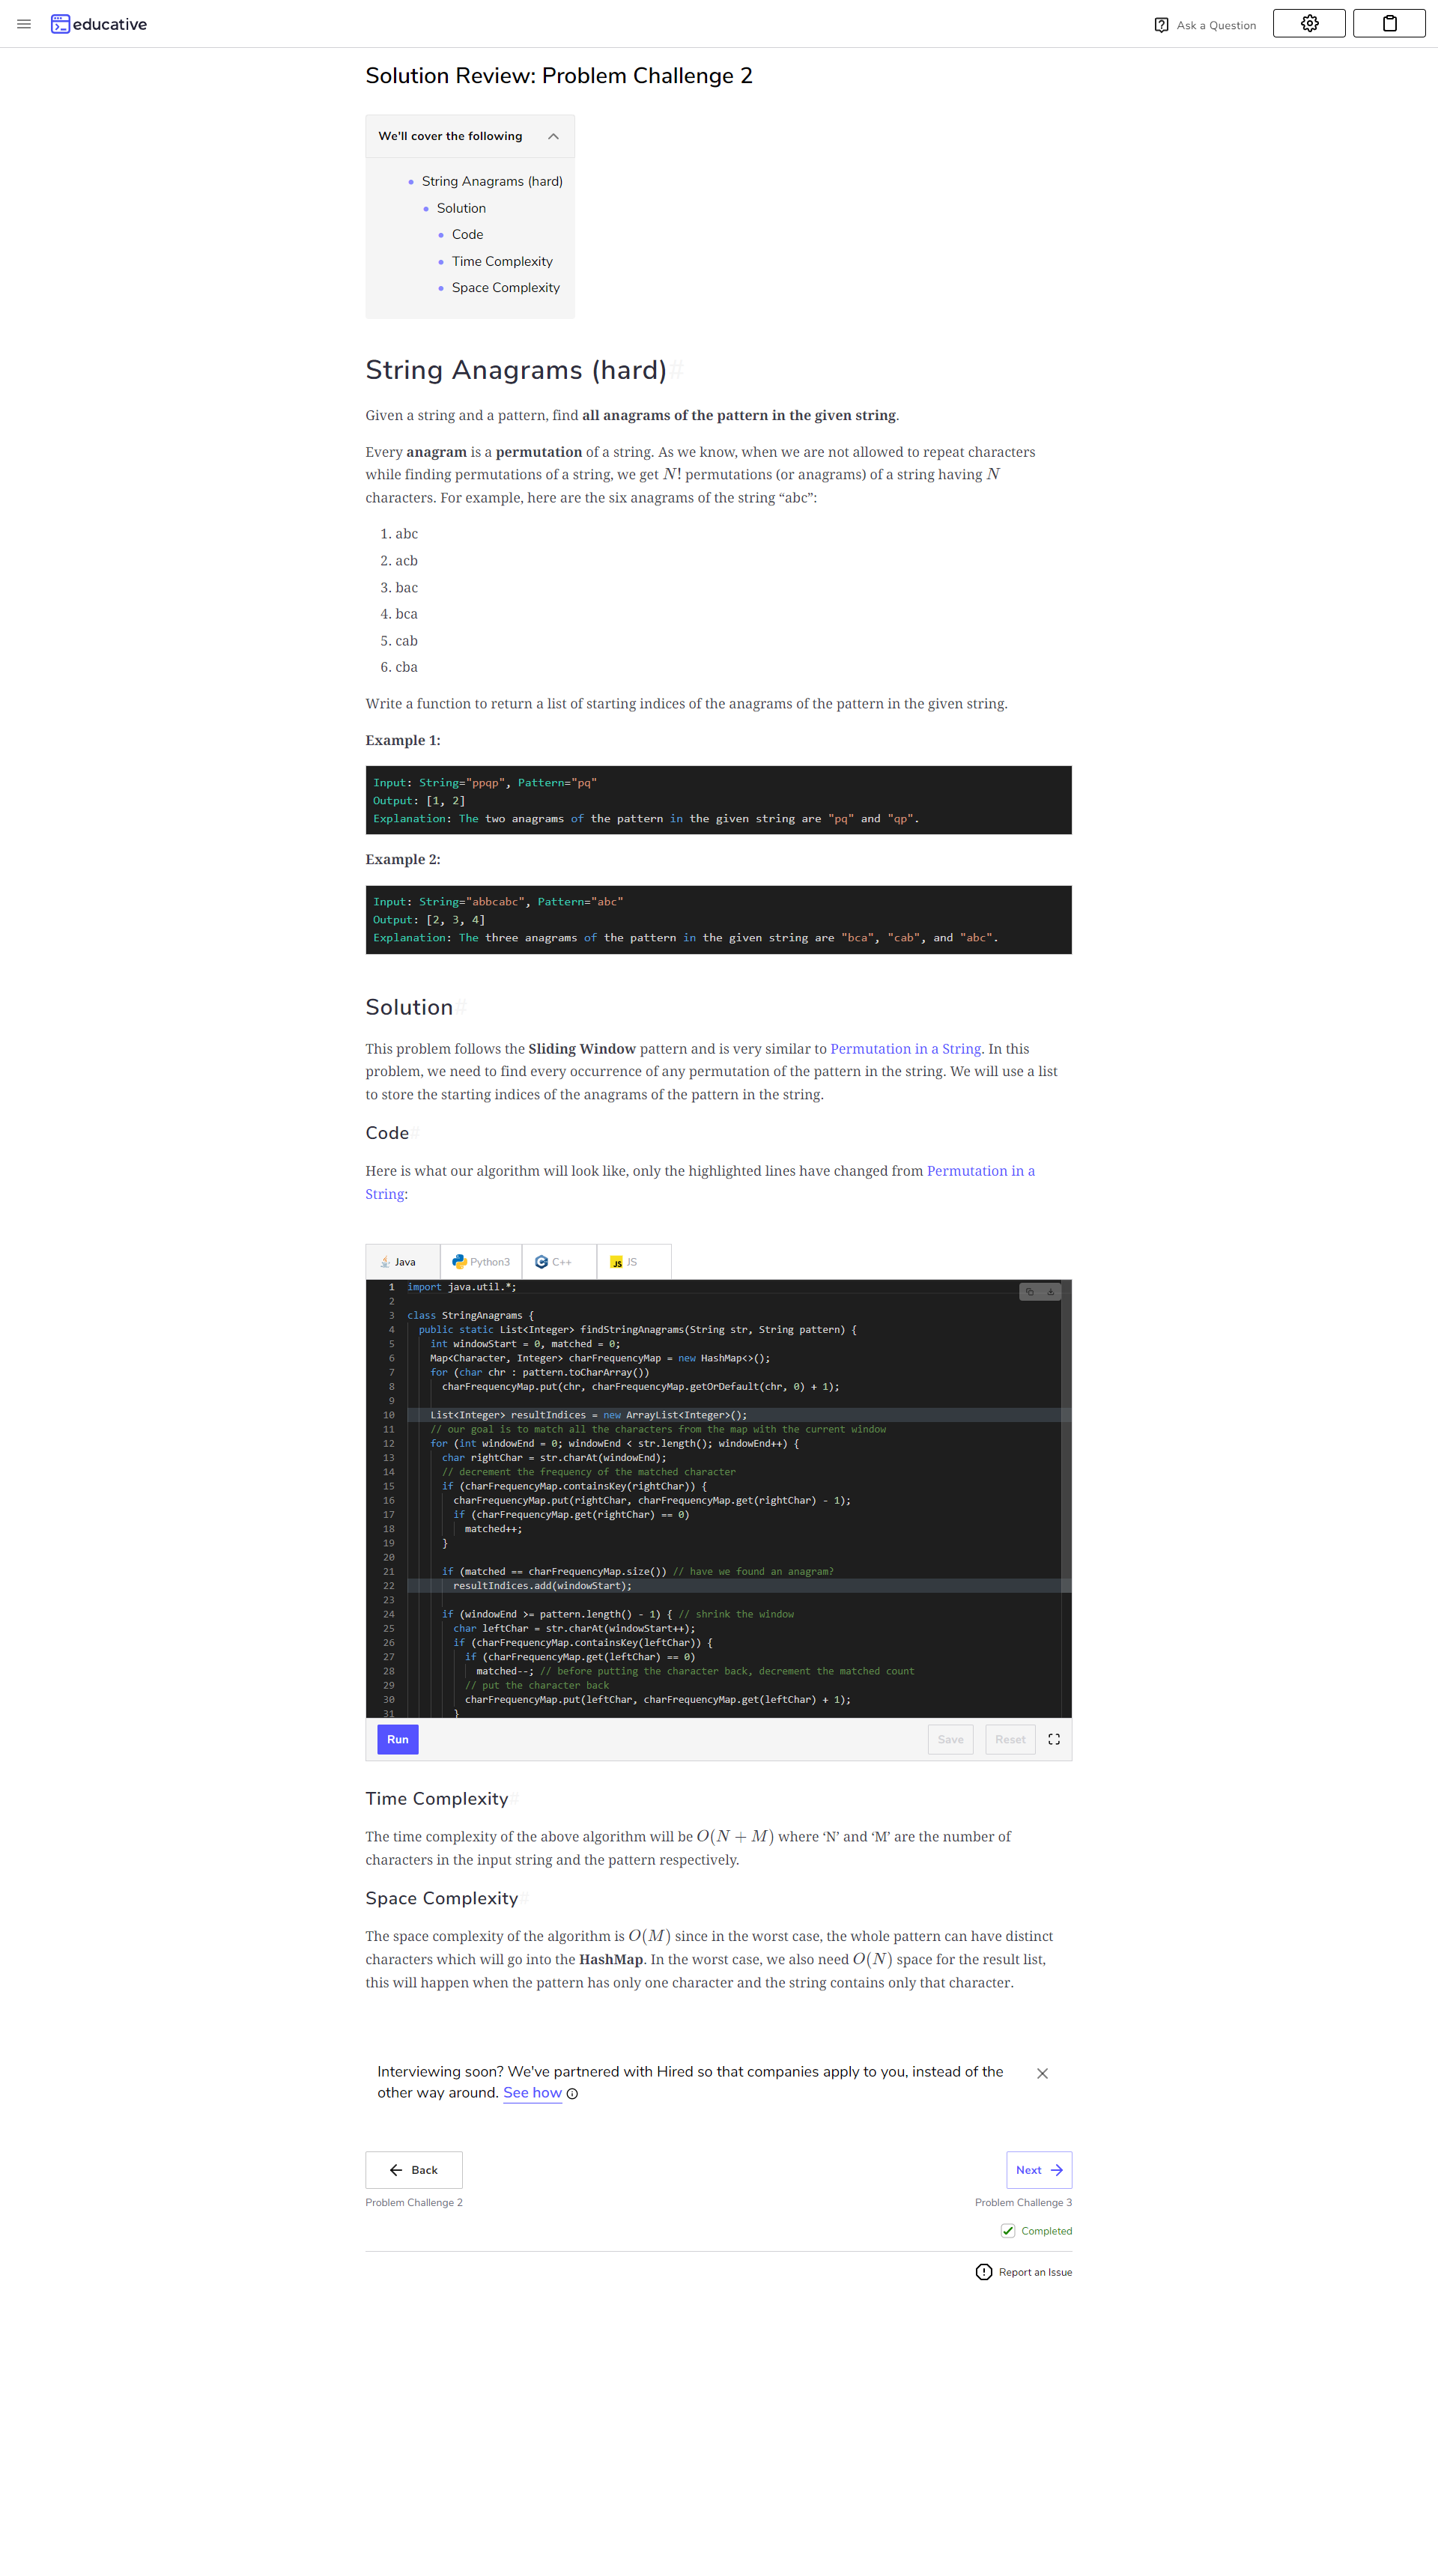 educative
Ask a Question
Solution Review: Problem Challenge 2
We'll cover the following
String Anagrams (hard)
Solution
Code
Time Complexity
Space Complexity
String Anagrams (hard)#
Given a string and a pattern, find all anagrams of the pattern in the given string.
Every anagram is a permutation of a string. As we know, when we are not allowed to repeat characters
while finding permutations of a string, we get N! permutations (or anagrams) of a string having N
characters. For example, here are the six anagrams of the string “abc”:
1. abc
2. acb
3. bac
4. bca
5. cab
6. cba
Write a function to return a list of starting indices of the anagrams of the pattern in the given string.
Example 1:
Input: String="ppqp", Pattern="pq"
Output: [1, 2]
Explanation: The two anagrams of the pattern in the given string are "pq" and "qp".
Example 2:
Input: String="abbcabc", Pattern="abc"
Output: [2, 3, 4]
Explanation: The three anagrams of the pattern in the given string are "bca", "cab", and "abc".
Solution#
This problem follows the Sliding Window pattern and is very similar to Permutation in a String. In this
problem, we need to find every occurrence of any permutation of the pattern in the string. We will use a list
to store the starting indices of the anagrams of the pattern in the string.
Code#
Here is what our algorithm will look like, only the highlighted lines have changed from Permutation in a
String:
Java Python3 C++ JS
1 import java.util.*;
2
3 class StringAnagrams {
4 public static List<Integer> findStringAnagrams(String str, String pattern) {
5 int windowStart = 0, matched = 0;
6 Map<Character, Integer> charFrequencyMap = new HashMap<>();
7 for (char chr : pattern.toCharArray())
8 charFrequencyMap.put(chr, charFrequencyMap.getOrDefault(chr, 0) + 1);
9
10 List<Integer> resultIndices = new ArrayList<Integer>();
11 // our goal is to match all the characters from the map with the current window
12 for (int windowEnd = 0; windowEnd < str.length(); windowEnd++) {
13 char rightChar = str.charAt(windowEnd);
14 // decrement the frequency of the matched character
15 if (charFrequencyMap.containsKey(rightChar)) {
16 charFrequencyMap.put(rightChar, charFrequencyMap.get(rightChar) - 1);
17 if (charFrequencyMap.get(rightChar) == 0)
18 matched++;
19 }
20
21 if (matched == charFrequencyMap.size()) // have we found an anagram?
22 resultIndices.add(windowStart);
23
24 if (windowEnd >= pattern.length() - 1) { // shrink the window
25 char leftChar = str.charAt(windowStart++);
26 if (charFrequencyMap.containsKey(leftChar)) {
27 if (charFrequencyMap.get(leftChar) == 0)
28 matched--; // before putting the character back, decrement the matched count
29 // put the character back
30 charFrequencyMap.put(leftChar, charFrequencyMap.get(leftChar) + 1);
31 }
Run Save Reset
Time Complexity#
The time complexity of the above algorithm will be O(N + M) where ‘N’ and ‘M’ are the number of
characters in the input string and the pattern respectively.
Space Complexity#
The space complexity of the algorithm is O(M) since in the worst case, the whole pattern can have distinct
characters which will go into the HashMap. In the worst case, we also need O(N) space for the result list,
this will happen when the pattern has only one character and the string contains only that character.
Interviewing soon? We've partnered with Hired so that companies apply to you, instead of the
other way around. See how
Back Next
Problem Challenge 2 Problem Challenge 3
Completed
Report an Issue